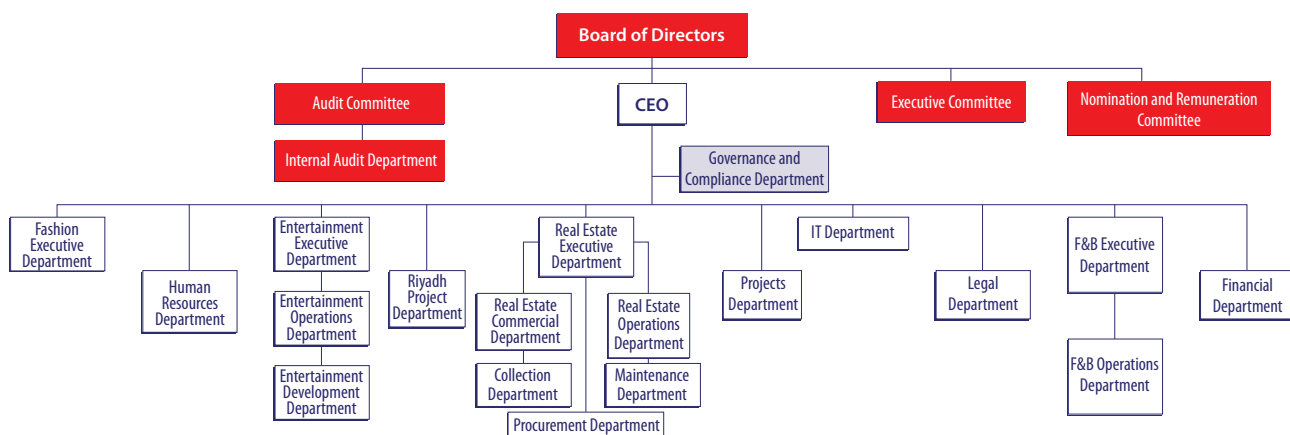 Board of Directors
Audit Committee
CEO
Executive Committee
Nomination and Remuneration
Committee
Internal Audit Department
Governance and
Compliance Department
Fashion
Executive
Department
Human
Resources
Department
Entertainment
Executive
Department
Entertainment
Operations
Department
Entertainment
Development
Department
Riyadh
Project
Department
Real Estate
Executive
Department
Real Estate
Commercial
Department
Collection
Department
Real Estate
Operations
Department
Maintenance
Department
Procurement Department
Projects
Department
IT Department
Legal
Department
F&B Executive
Department
F&B Operations
Department
Financial
Department